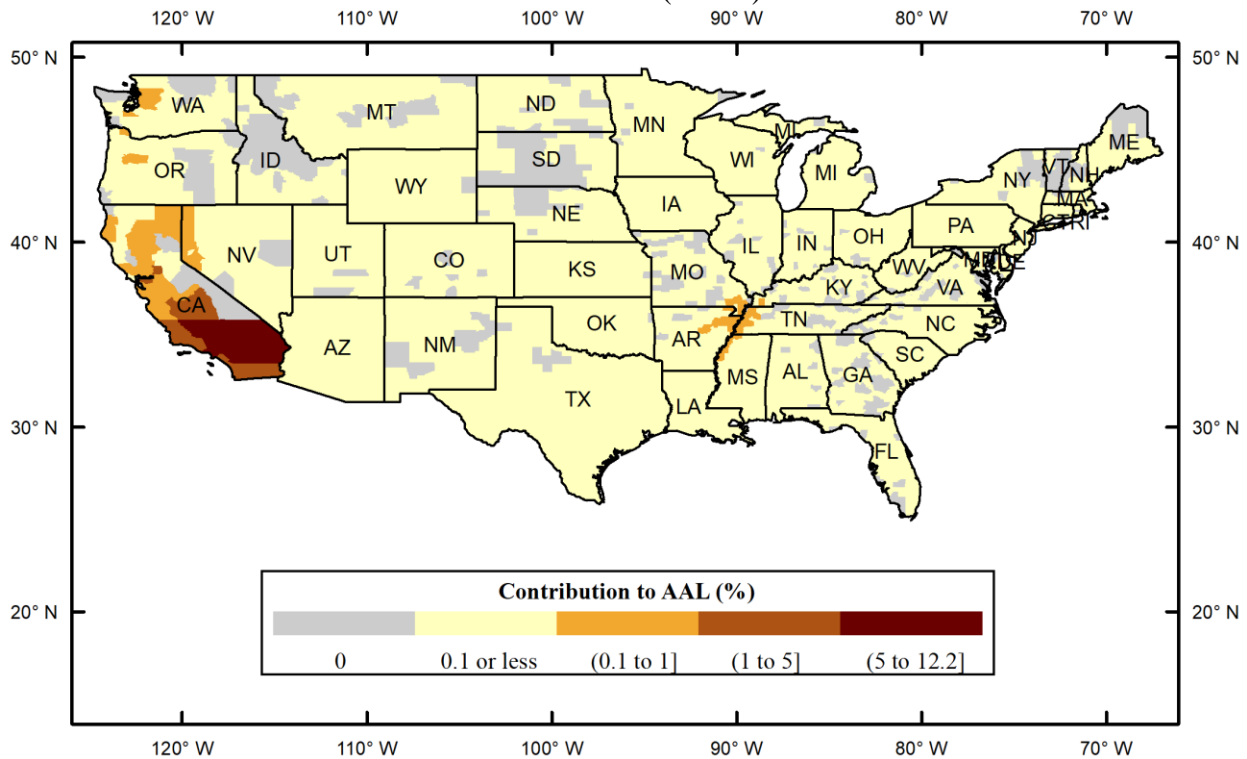 120° W 110° W 100° W 90° W 80° W 70° W
50° N 50° N
WA MT ND MN MI ME
OR ID SD WI MI NY VT NH
WY MA
IA CT RI
NE PA NJ
40° N 40° N
NV UT CO IL IN OH
KS MO WV MD DE
CA KY VA
OK TN NC
AZ NM AR SC
MS AL GA
TX LA
30° N 30° N
FL
Contribution to AAL (%)
0 0.1 or less (0.1 to 1] (1 to 5] (5 to 12.2]
20° N 20° N
120° W 110° W 100° W 90° W 80° W 70° W